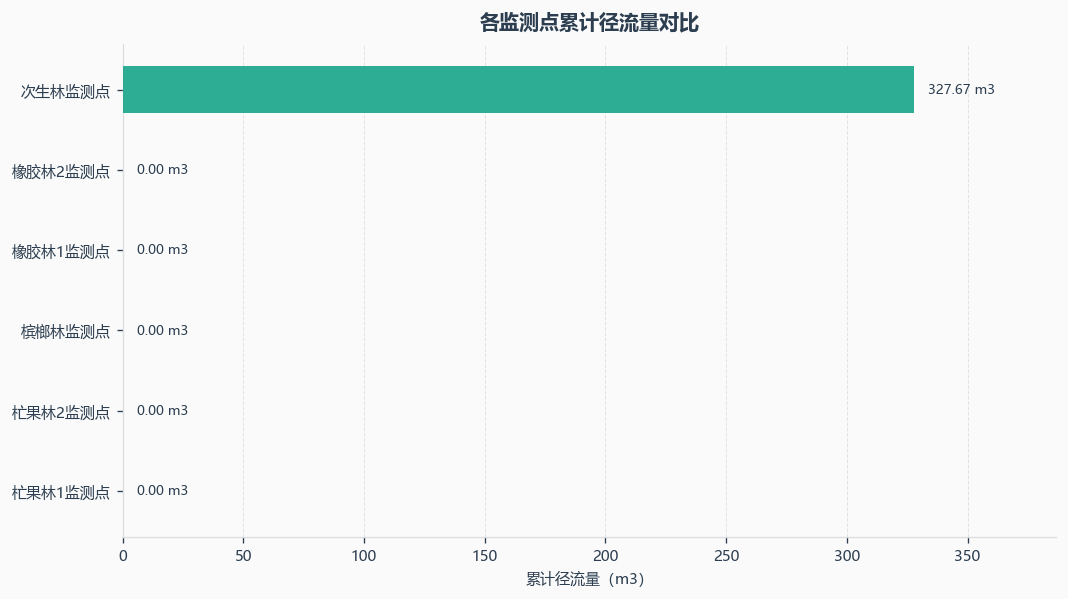 各监测点累计径流量对比
次生林监测点
327.67 m3
橡胶林2监测点
0.00 m3
橡胶林1监测点
0.00 m3
槟榔林监测点
0.00 m3
杧果林2监测点
0.00 m3
杧果林1监测点
0.00 m3
0 50 100 150 200 250 300 350
累计径流量（m3）